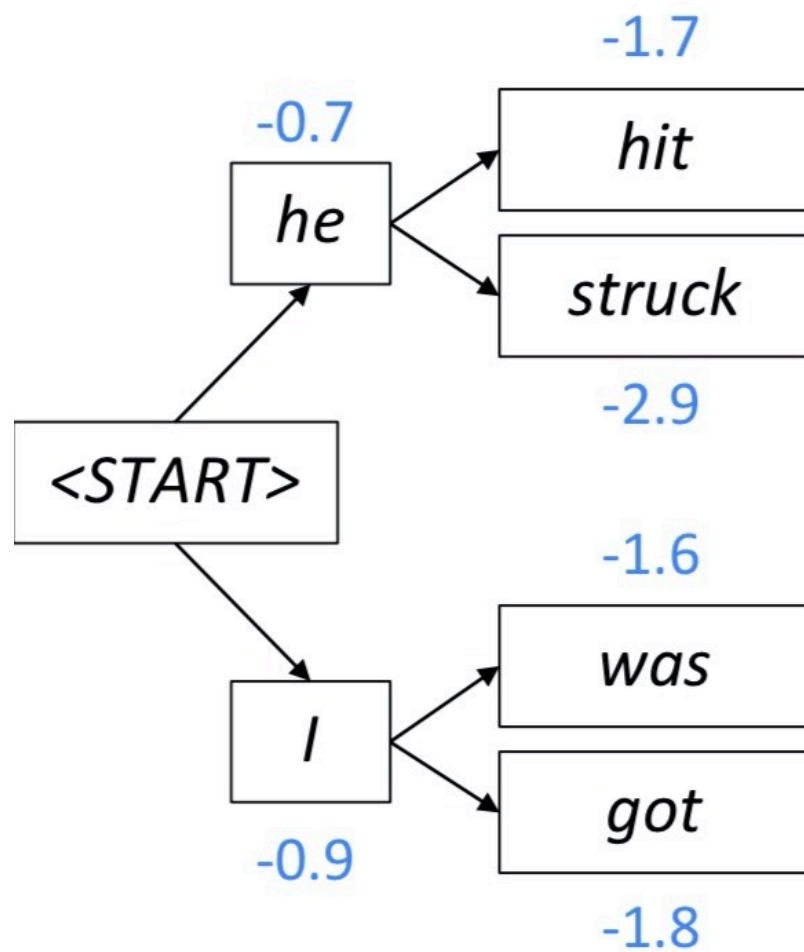 -1.7
-0.7
hit
he
struck
-2.9
<START>
-1.6
was
I
got
-0.9
-1.8